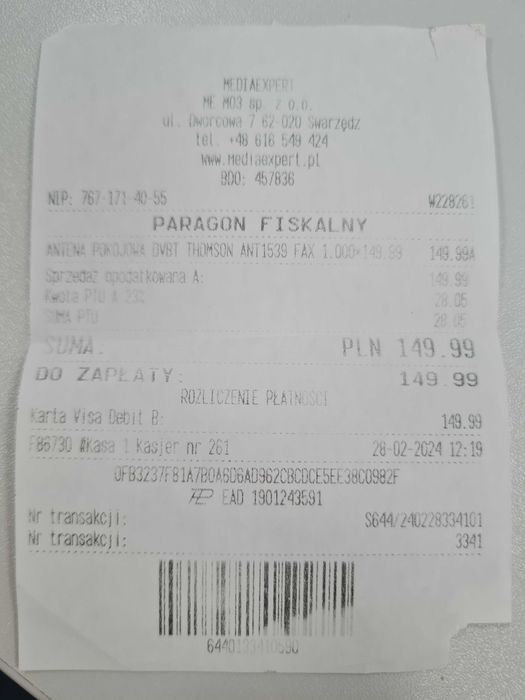 MEDIAEXPERT
ME M03 sp. z o.o.
ul. Dworcowa 7 62-020 Swarzędz
tel. +48 616 549 424
www.mediaexpert.pl
BDO: 457836
NIP: 767-171-40-55 W228261
PARAGON FISKALNY
ANTENA POKOJOWA DVBT THOMSON ANT1539 FAX 1.000×149.99 149.99A
Sprzedaż opodatkowana A: 149.99
Kwota PTU A 23% 28.05
SUMA PTU 28.05
SUMA: PLN 149.99
DO ZAPŁATY: 149.99
ROZLICZENIE PŁATNOŚCI
Karta Visa Debit B: 149.99
F86730 #Kasa 1 Kasjer nr 261 28-02-2024 12:19
EAD 1901243591
Nr transakcji: S644/240228334101
Nr transakcji: 3341